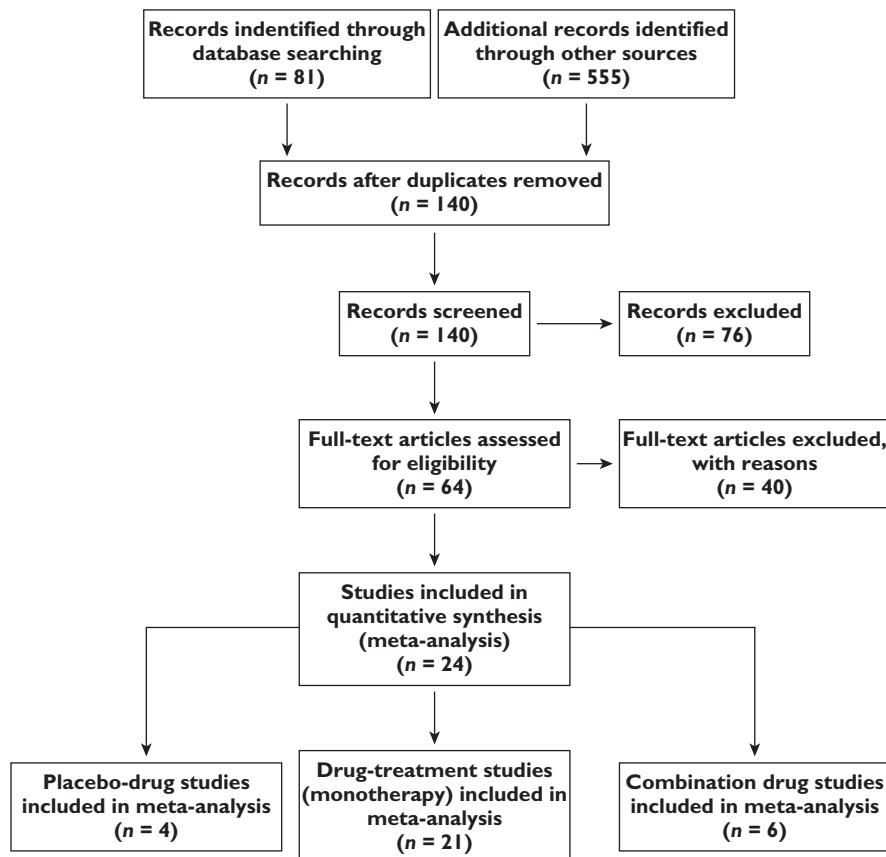 Records indentified through
database searching
(n = 81)
Additional records identified
through other sources
(n = 555)
Records after duplicates removed
(n = 140)
Records screened
(n = 140)
Records excluded
(n = 76)
Full-text articles assessed
for eligibility
(n = 64)
Full-text articles excluded,
with reasons
(n = 40)
Studies included in
quantitative synthesis
(meta-analysis)
(n = 24)
Placebo-drug studies
included in meta-analysis
(n = 4)
Drug-treatment studies
(monotherapy) included in
meta-analysis
(n = 21)
Combination drug studies
included in meta-analysis
(n = 6)